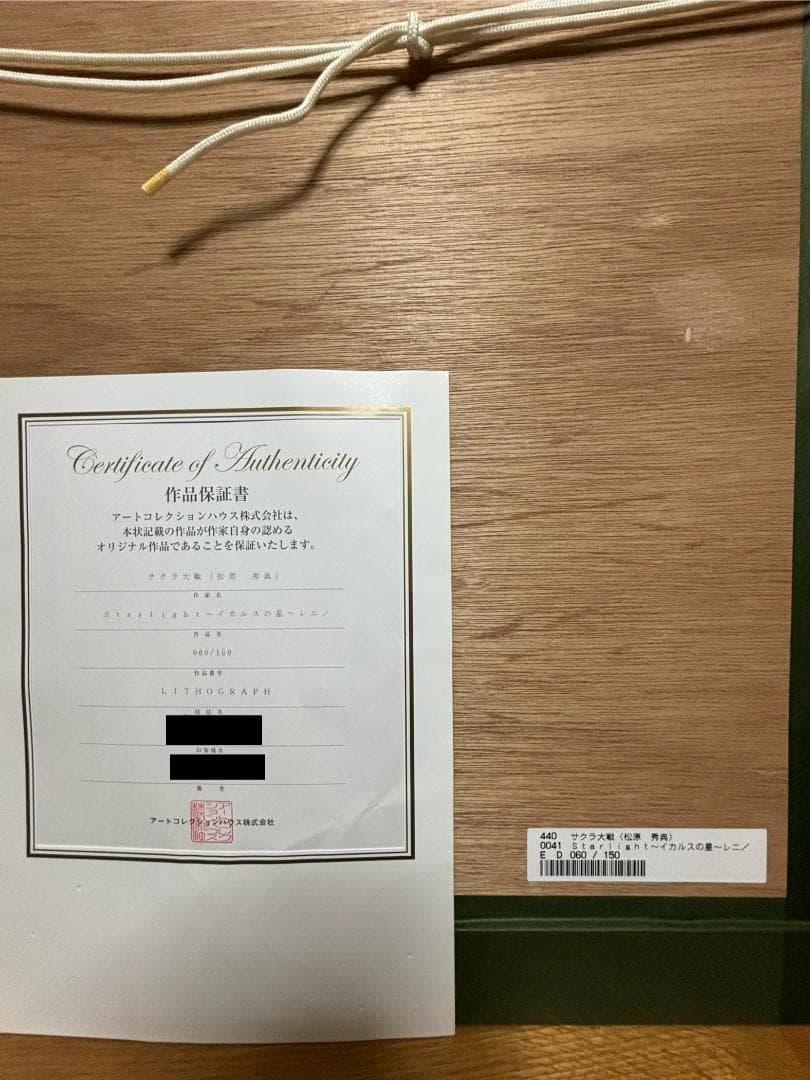 Certificate of Authenticity
作品保証書
アートコレクションハウス株式会社は、
本状記載の作品が作家自身の認める
オリジナル作品であることを保証いたします。
サクラ大戦(松原 秀典)
作家名
Starlight~イカルスの星~レニ/
作品名
060/150
作品番号
LITHOGRAPH
技法名
お客様名
備考
アートコレクションハウス株式会社
440 サクラ大戦(松原 秀典)
0041 Starlight~イカルスの星~レニ/
E D 060 / 150